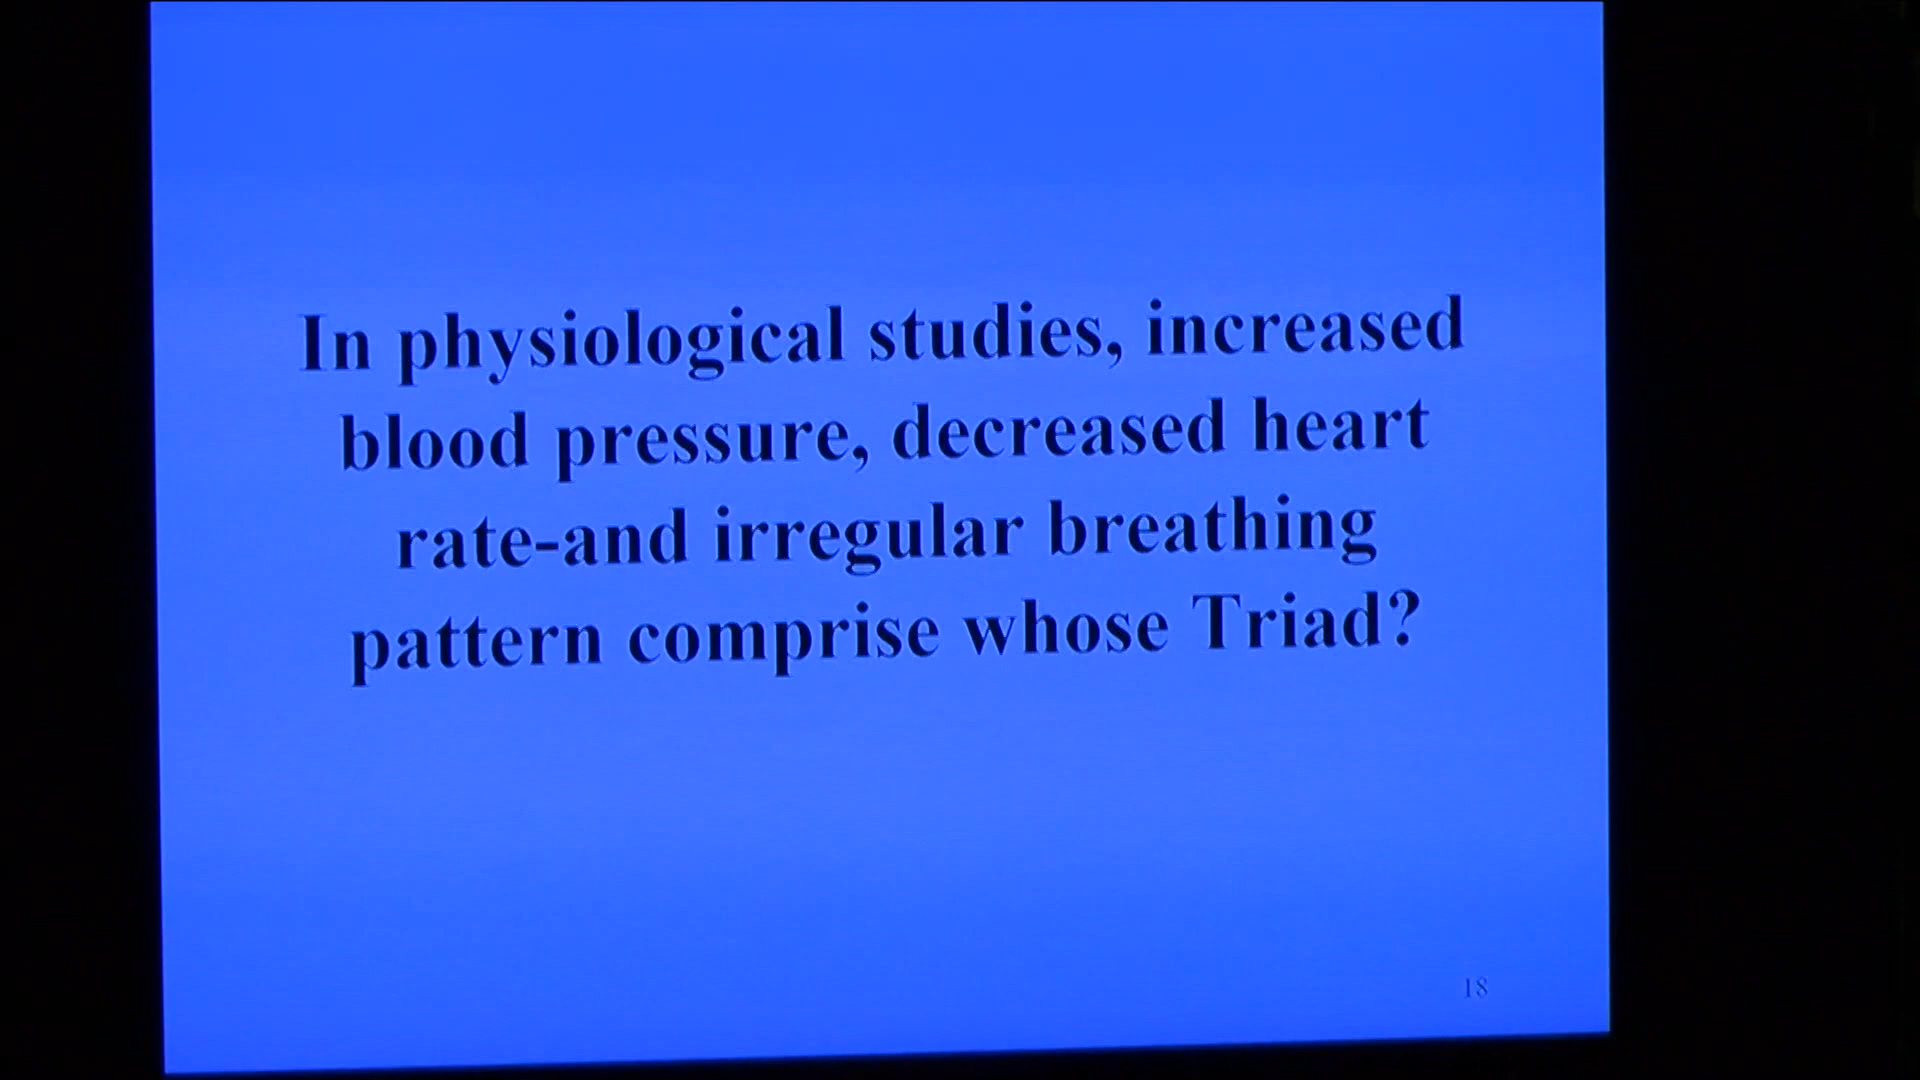 In physiological studies, increased
blood pressure, decreased heart
rate-and irregular breathing
pattern comprise whose Triad?
18